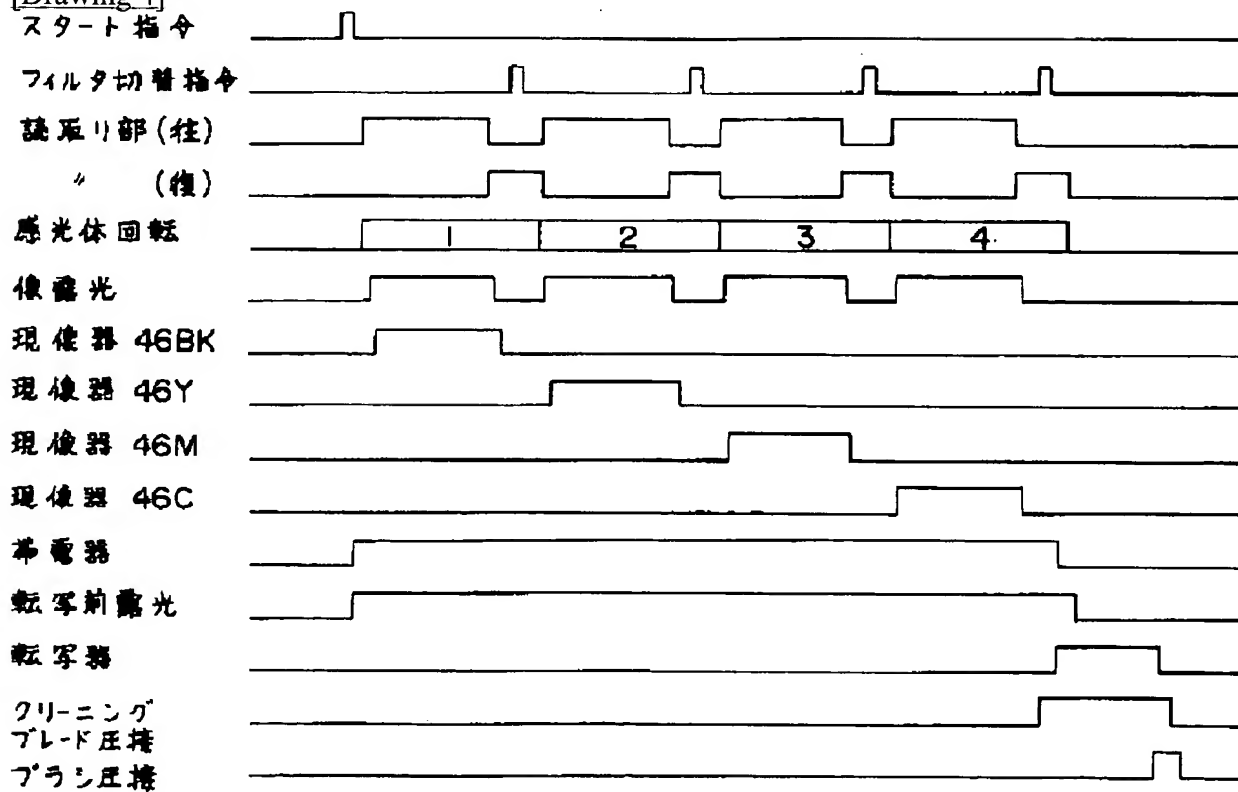 [Drawing 4]
スタート指令
フィルタ切替指令
読取り部(往)
〃 (復)
感光体回転 1 2 3 4
像露光
現像器 46BK
現像器 46Y
現像器 46M
現像器 46C
帯電器
転写前露光
転写器
クリーニング
ブレード圧接
ブラシ圧接